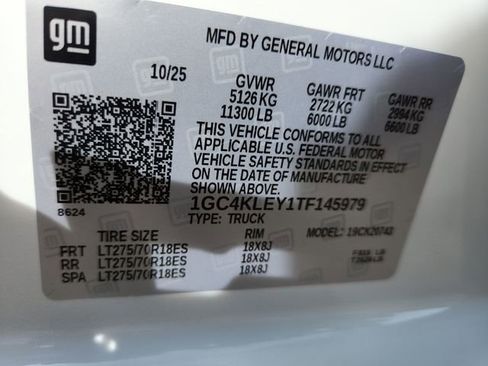 gm
MFD BY GENERAL MOTORS LLC
10/25
GVWR GAWR FRT GAWR RR
5126 KG 2722 KG 2994 KG
11300 LB 6000 LB 6600 LB
THIS VEHICLE CONFORMS TO ALL
APPLICABLE U.S. FEDERAL MOTOR
VEHICLE SAFETY STANDARDS IN EFFECT
ON THE DATE OF MANUFACTURE
SHOWN ABOVE.
1GC4KLEY1TF145979
8624
TYPE: TRUCK
TIRE SIZE RIM MODEL:
FRT LT275/70R18ES 18X8J
RR LT275/70R18ES 18X8J
SPA LT275/70R18ES 18X8J